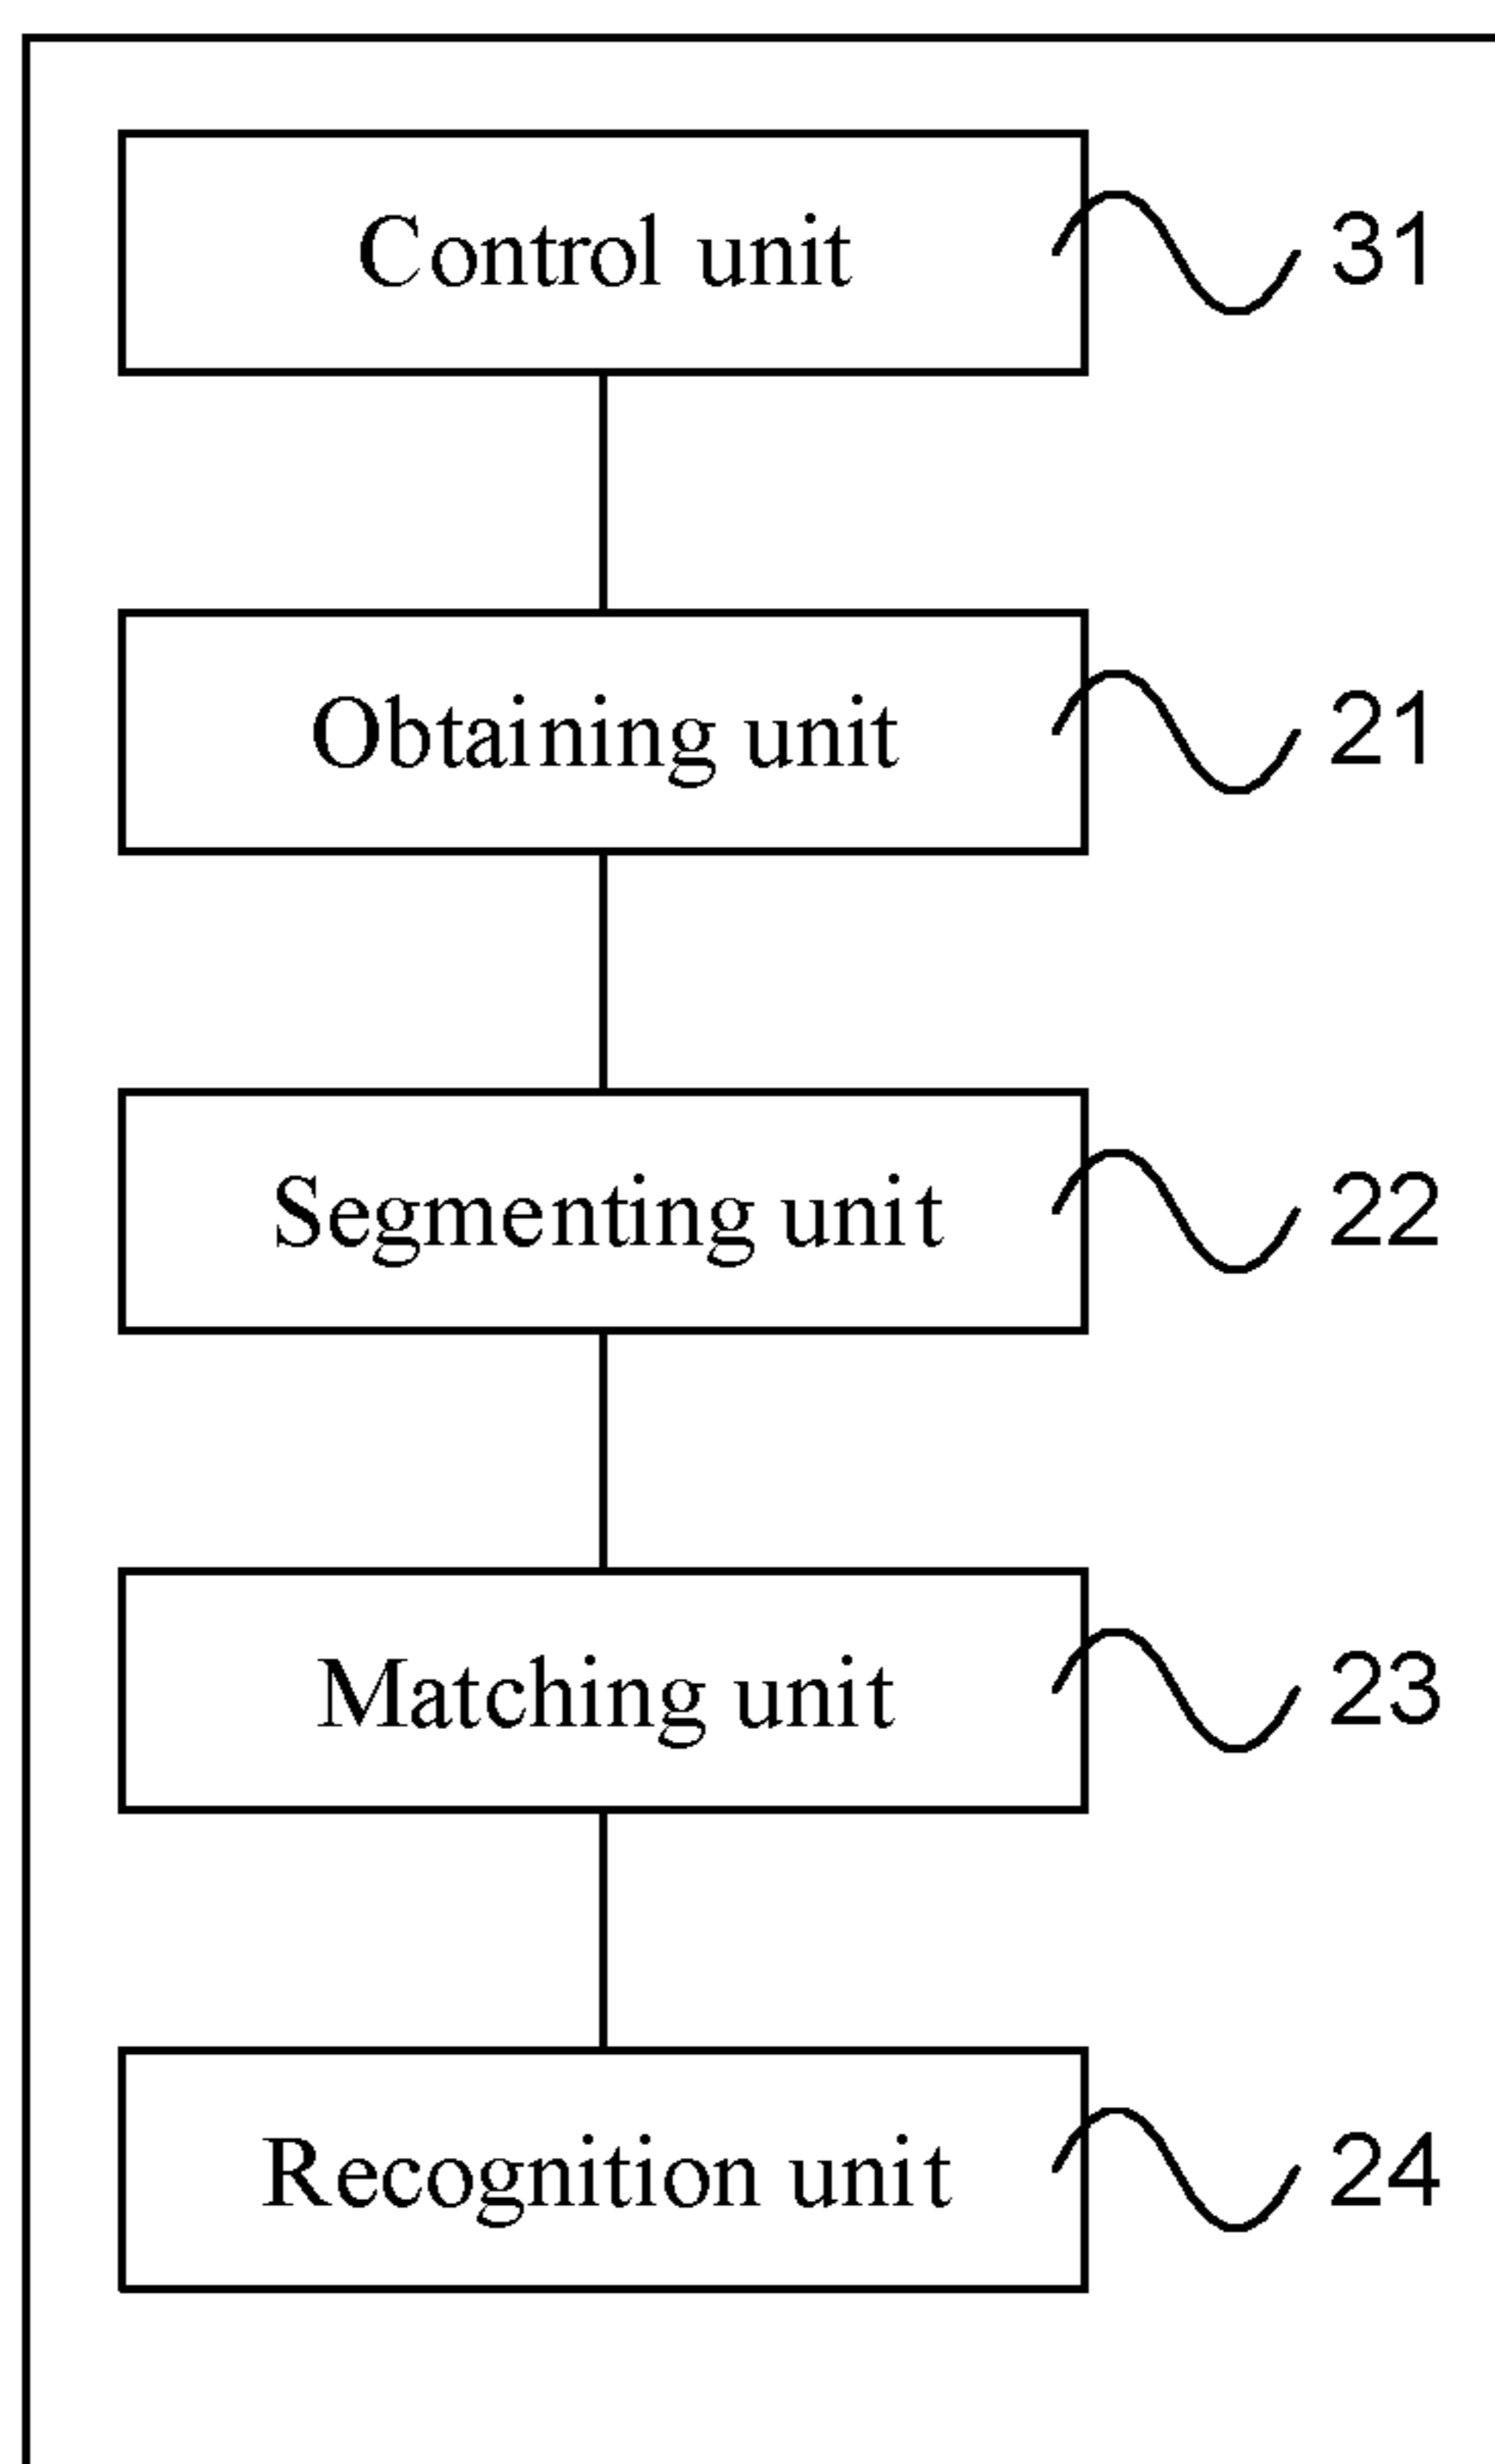 Control unit 31
Obtaining unit 21
Segmenting unit 22
Matching unit 23
Recognition unit 24